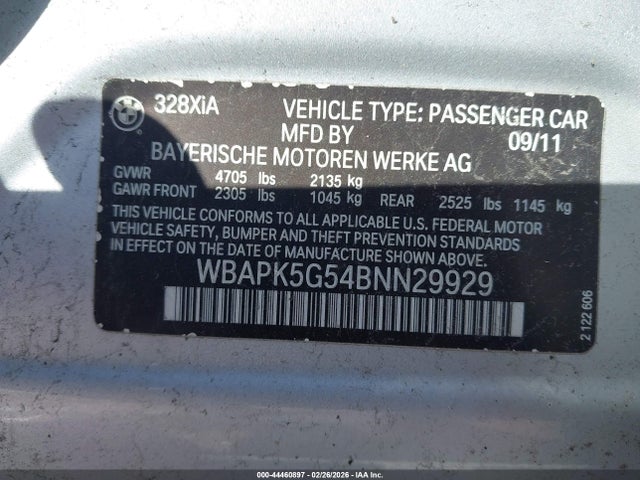 328XiA VEHICLE TYPE: PASSENGER CAR
MFD BY 09/11
BAYERISCHE MOTOREN WERKE AG
GVWR 4705 lbs 2135 kg
GAWR FRONT 2305 lbs 1045 kg REAR 2525 lbs 1145 kg
THIS VEHICLE CONFORMS TO ALL APPLICABLE U.S. FEDERAL MOTOR
VEHICLE SAFETY, BUMPER AND THEFT PREVENTION STANDARDS
IN EFFECT ON THE DATE OF MANUFACTURE SHOWN ABOVE.
WBAPK5G54BNN29929
2 122 606
000-44460897 - 02/26/2026 - COPYRIGHT IAA